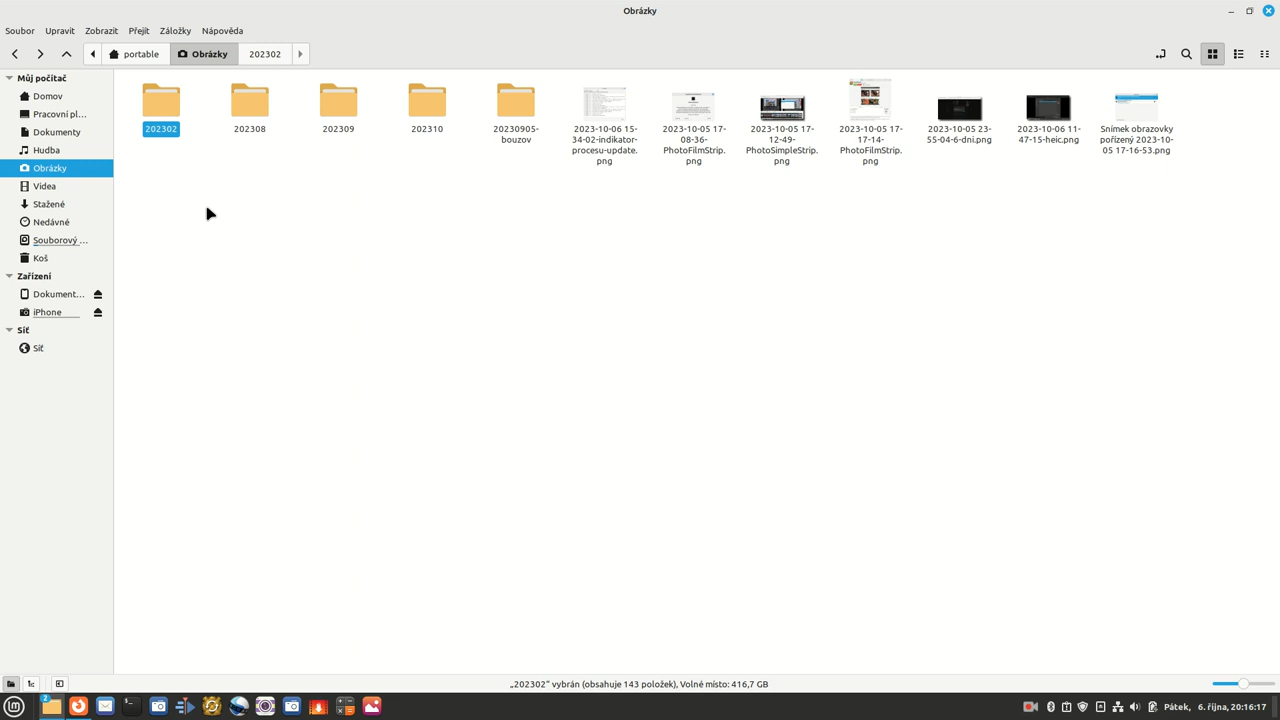 Obrázky
Soubor Upravit Zobrazit Přejít Záložky Nápověda
portable Obrázky 202302
Můj počítač
Domov
Pracovní pl...
Dokumenty
Hudba
Obrázky
Videa
Stažené
Nedávné
Souborový ...
Koš
Zařízení
Dokument...
iPhone
Síť
Síť
202302
202308
202309
202310
20230905-
bouzov
2023-10-06 15-
34-02-indikator-
procesu-update.
png
2023-10-05 17-
08-36-
PhotoFilmStrip.
png
2023-10-05 17-
12-49-
PhotoSimpleStrip.
png
2023-10-05 17-
17-14-
PhotoFilmStrip.
png
2023-10-05 23-
55-04-6-dni.png
2023-10-06 11-
47-15-heic.png
Snímek obrazovky
pořízený 2023-10-
05 17-16-53.png
„202302“ vybrán (obsahuje 143 položek), Volné místo: 416,7 GB
2
Pátek, 6. října, 20:16:17